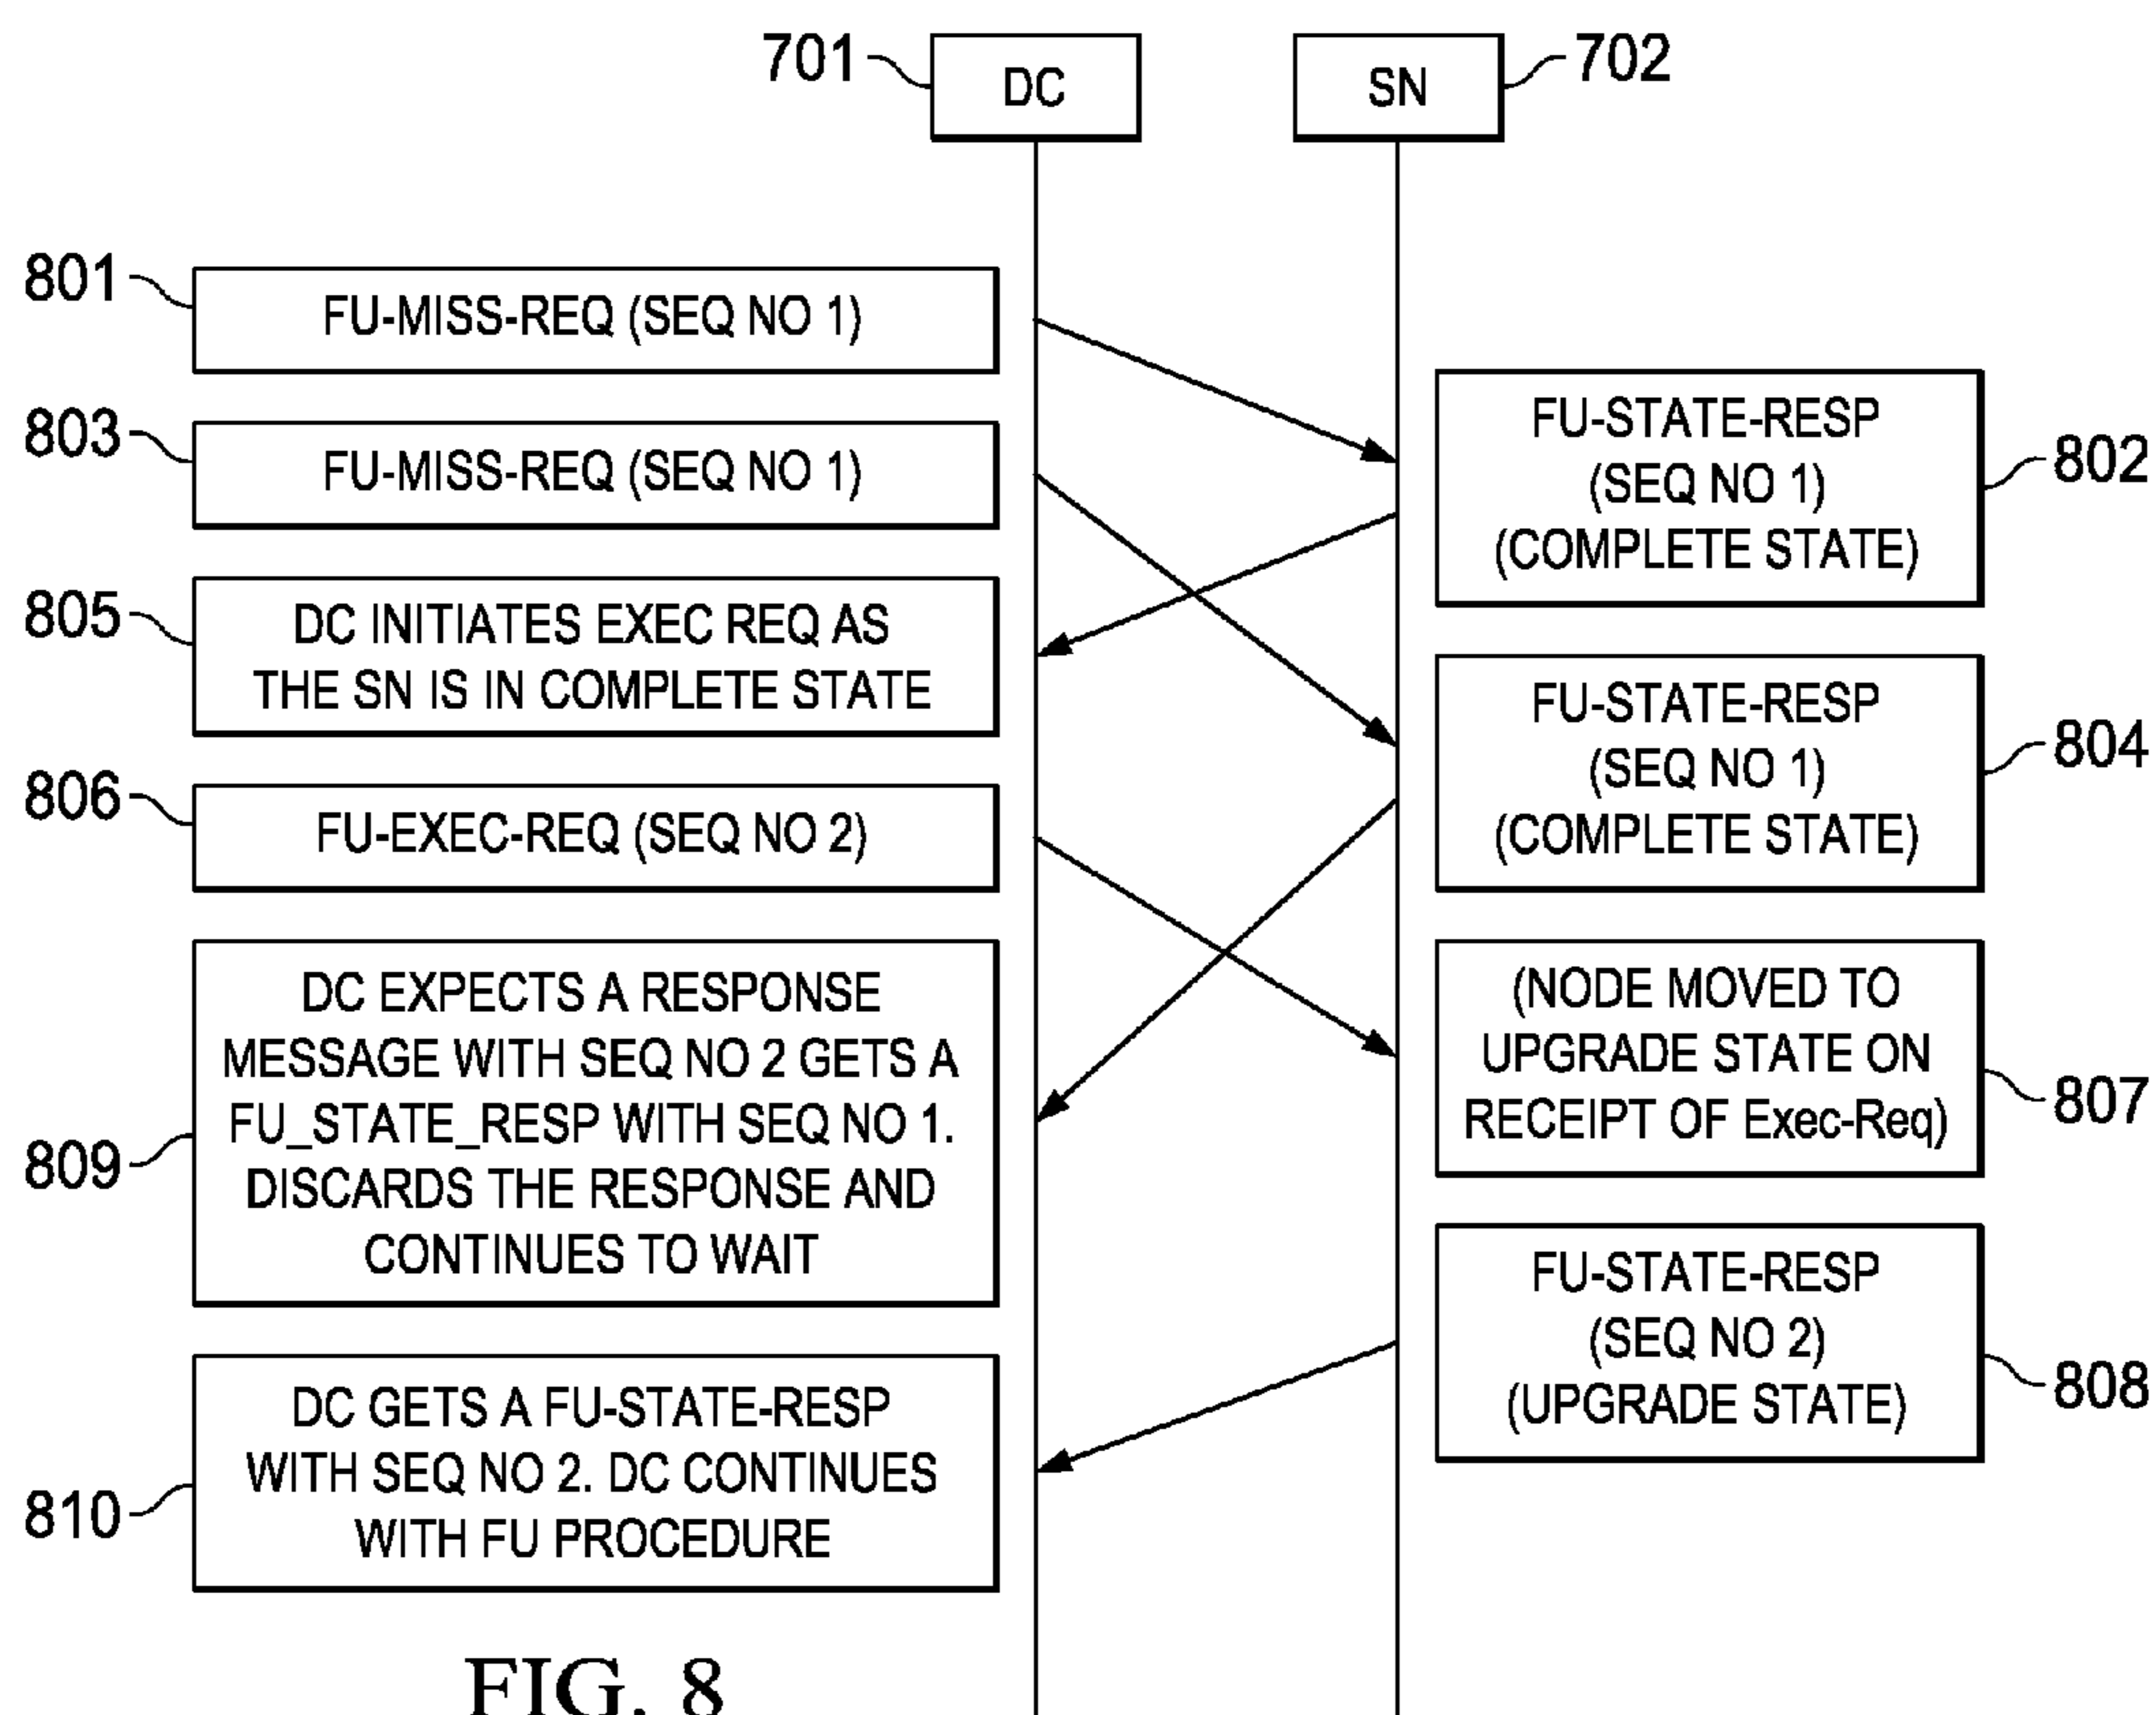 701
DC
SN
702
801
FU-MISS-REQ (SEQ NO 1)
803
FU-MISS-REQ (SEQ NO 1)
FU-STATE-RESP
(SEQ NO 1)
(COMPLETE STATE)
802
805
DC INITIATES EXEC REQ AS
THE SN IS IN COMPLETE STATE
FU-STATE-RESP
(SEQ NO 1)
(COMPLETE STATE)
804
806
FU-EXEC-REQ (SEQ NO 2)
809
DC EXPECTS A RESPONSE
MESSAGE WITH SEQ NO 2 GETS A
FU_STATE_RESP WITH SEQ NO 1.
DISCARDS THE RESPONSE AND
CONTINUES TO WAIT
(NODE MOVED TO
UPGRADE STATE ON
RECEIPT OF Exec-Req)
807
FU-STATE-RESP
(SEQ NO 2)
(UPGRADE STATE)
808
810
DC GETS A FU-STATE-RESP
WITH SEQ NO 2. DC CONTINUES
WITH FU PROCEDURE
FIG. 8